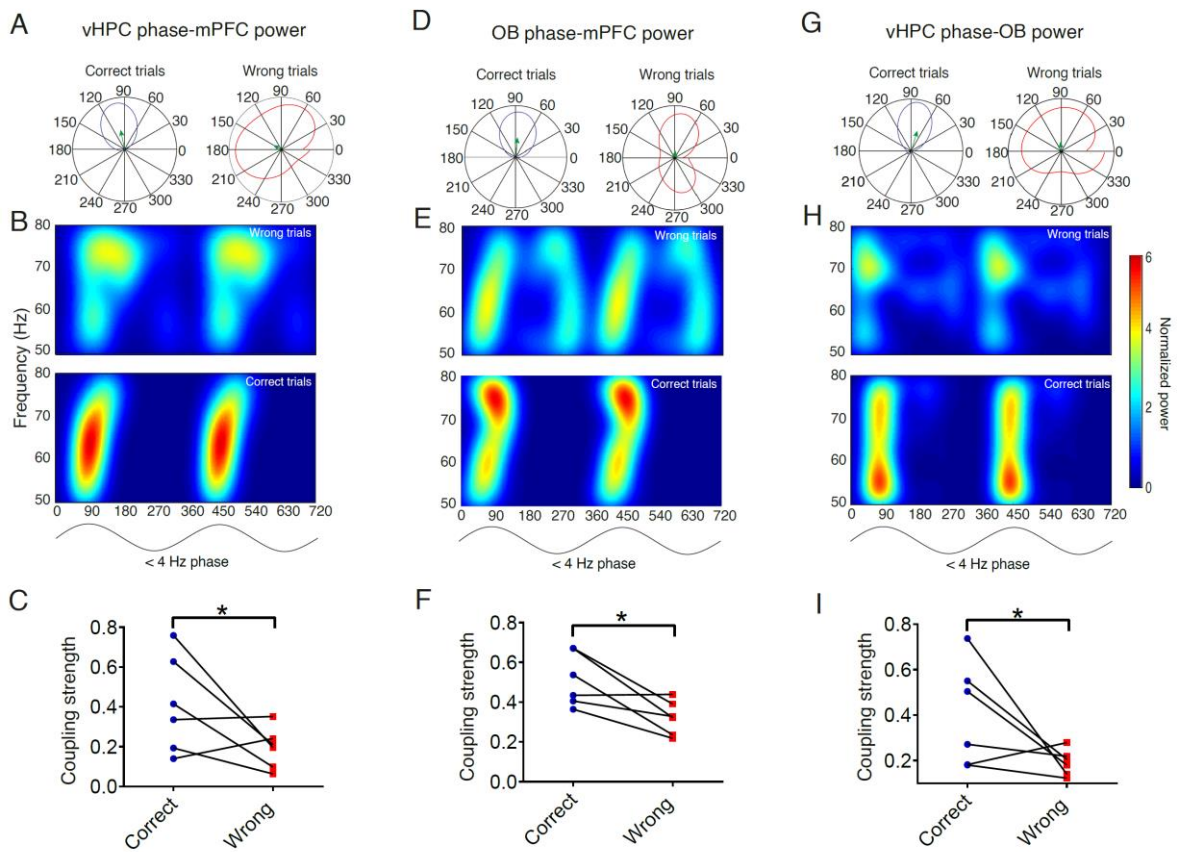 A
vHPC phase-mPFC power
Correct trials
Wrong trials
90
120 60
150 30
180 0
210 330
240 300
270
90
120 60
150 30
180 0
210 330
240 300
270
B
Frequency (Hz)
80
70
60
50
Wrong trials
80
70
60
50
Correct trials
0 90 180 270 360 450 540 630 720
< 4 Hz phase
C
*
Coupling strength
0.8
0.6
0.4
0.2
0.0
Correct
Wrong
D
OB phase-mPFC power
Correct trials
Wrong trials
90
120 60
150 30
180 0
210 330
240 300
270
90
120 60
150 30
180 0
210 330
240 300
270
E
80
70
60
50
Wrong trials
80
70
60
50
Correct trials
0 90 180 270 360 450 540 630 720
< 4 Hz phase
F
*
Coupling strength
0.8
0.6
0.4
0.2
0.0
Correct
Wrong
G
vHPC phase-OB power
Correct trials
Wrong trials
90
120 60
150 30
180 0
210 330
240 300
270
90
120 60
150 30
180 0
210 330
240 300
270
H
80
70
60
50
Wrong trials
80
70
60
50
Correct trials
0 90 180 270 360 450 540 630 720
< 4 Hz phase
6
4
2
0
Normalized power
I
*
Coupling strength
0.8
0.6
0.4
0.2
Correct
Wrong